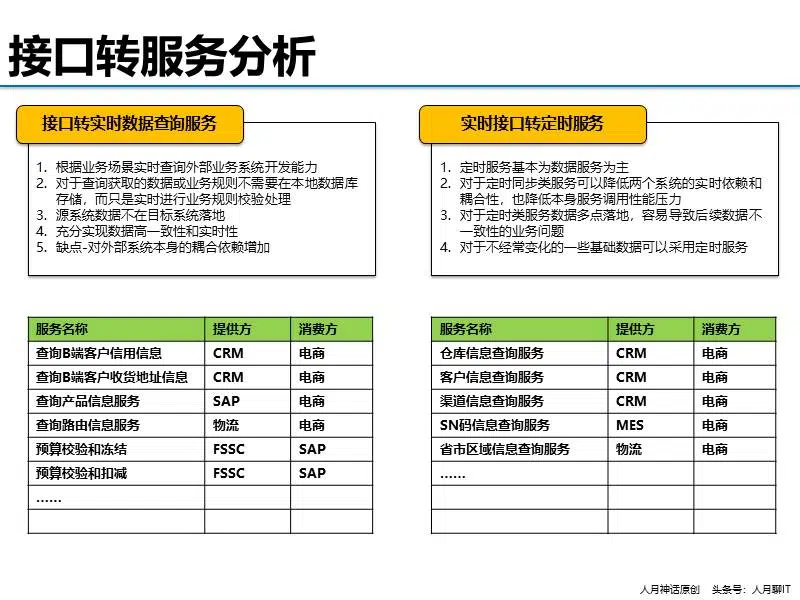 接口转服务分析
接口转实时数据查询服务
1. 根据业务场景实时查询外部业务系统开发能力
2. 对于查询获取的数据或业务规则不需要在本地数据库
存储，而只是实时进行业务规则校验处理
3. 源系统数据不在目标系统落地
4. 充分实现数据高一致性和实时性
5. 缺点-对外部系统本身的耦合依赖增加
实时接口转定时服务
1. 定时服务基本为数据服务为主
2. 对于定时同步类服务可以降低两个系统的实时依赖和
耦合性，也降低本身服务调用性能压力
3. 对于定时类服务数据多点落地，容易导致后续数据不
一致性的业务问题
4. 对于不经常变化的一些基础数据可以采用定时服务
服务名称 提供方 消费方
查询B端客户信用信息 CRM 电商
查询B端客户收货地址信息 CRM 电商
查询产品信息服务 SAP 电商
查询路由信息服务 物流 电商
预算校验和冻结 FSSC SAP
预算校验和扣减 FSSC SAP
……
服务名称 提供方 消费方
仓库信息查询服务 CRM 电商
客户信息查询服务 CRM 电商
渠道信息查询服务 CRM 电商
SN码信息查询服务 MES 电商
省市区域信息查询服务 物流 电商
……
人月神话原创 头条号：人月聊IT